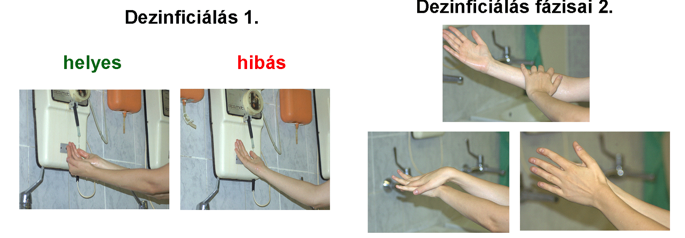 Dezinficiálás 1.
helyes
hibás
Dezinficiálás fázisai 2.